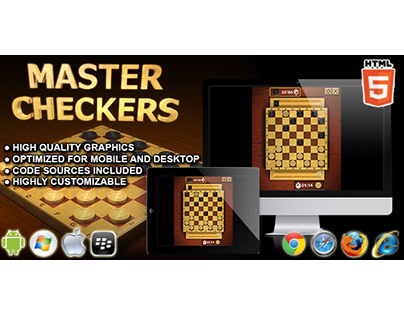 MASTER
CHECKERS
• HIGH QUALITY GRAPHICS
• OPTIMIZED FOR MOBILE AND DESKTOP
• CODE SOURCES INCLUDED
• HIGHLY CUSTOMIZABLE
HTML
5